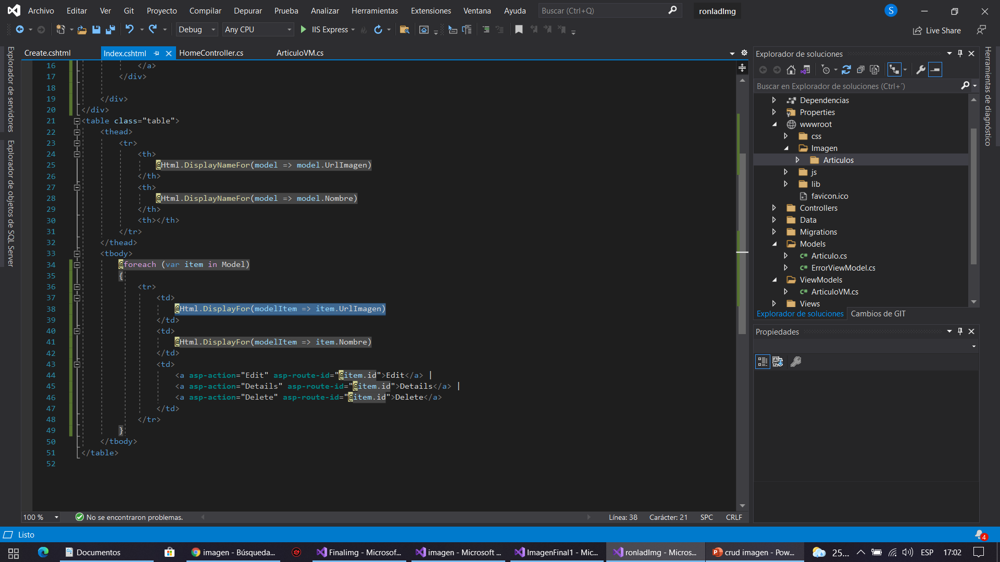 Archivo Editar Ver Git Proyecto Compilar Depurar Prueba Analizar Herramientas Extensiones Ventana Ayuda Buscar (Ctrl+Q) ronladImg S
Debug Any CPU IIS Express Live Share
Explorador de servidores
Explorador de objetos de SQL Server
Create.cshtml Index.cshtml HomeController.cs ArticuloVM.cs
16 </a>
17 </div>
18
19 </div>
20 </div>
21 <table class="table">
22 <thead>
23 <tr>
24 <th>
25 @Html.DisplayNameFor(model => model.UrlImagen)
26 </th>
27 <th>
28 @Html.DisplayNameFor(model => model.Nombre)
29 </th>
30 <th></th>
31 </tr>
32 </thead>
33 <tbody>
34 @foreach (var item in Model)
35 {
36 <tr>
37 <td>
38 @Html.DisplayFor(modelItem => item.UrlImagen)
39 </td>
40 <td>
41 @Html.DisplayFor(modelItem => item.Nombre)
42 </td>
43 <td>
44 <a asp-action="Edit" asp-route-id="@item.id">Edit</a> |
45 <a asp-action="Details" asp-route-id="@item.id">Details</a> |
46 <a asp-action="Delete" asp-route-id="@item.id">Delete</a>
47 </td>
48 </tr>
49 }
50 </tbody>
51 </table>
52
100 % No se encontraron problemas. Línea: 38 Carácter: 21 SPC CRLF
Explorador de soluciones
Buscar en Explorador de soluciones (Ctrl+´)
Dependencias
Properties
wwwroot
css
Imagen
Articulos
js
lib
favicon.ico
Controllers
Data
Migrations
Models
C# Articulo.cs
C# ErrorViewModel.cs
ViewModels
C# ArticuloVM.cs
Views
Explorador de soluciones Cambios de GIT
Propiedades
Herramientas de diagnóstico
Listo 4
Documentos imagen - Búsqueda... FinaIimg - Microsof... imagen - Microsoft ... ImagenFinal1 - Mic... ronladImg - Micros... crud imagen - Pow... 25... ESP 17:02